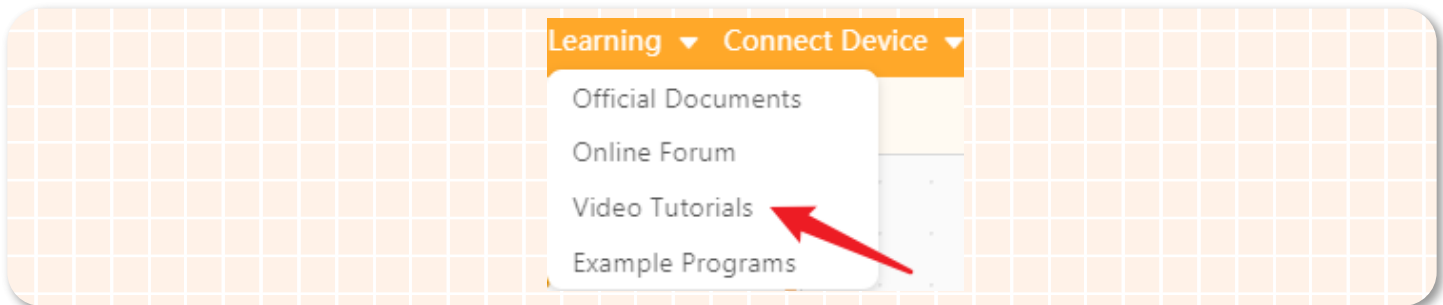 Learning Connect Device
Official Documents
Online Forum
Video Tutorials
Example Programs